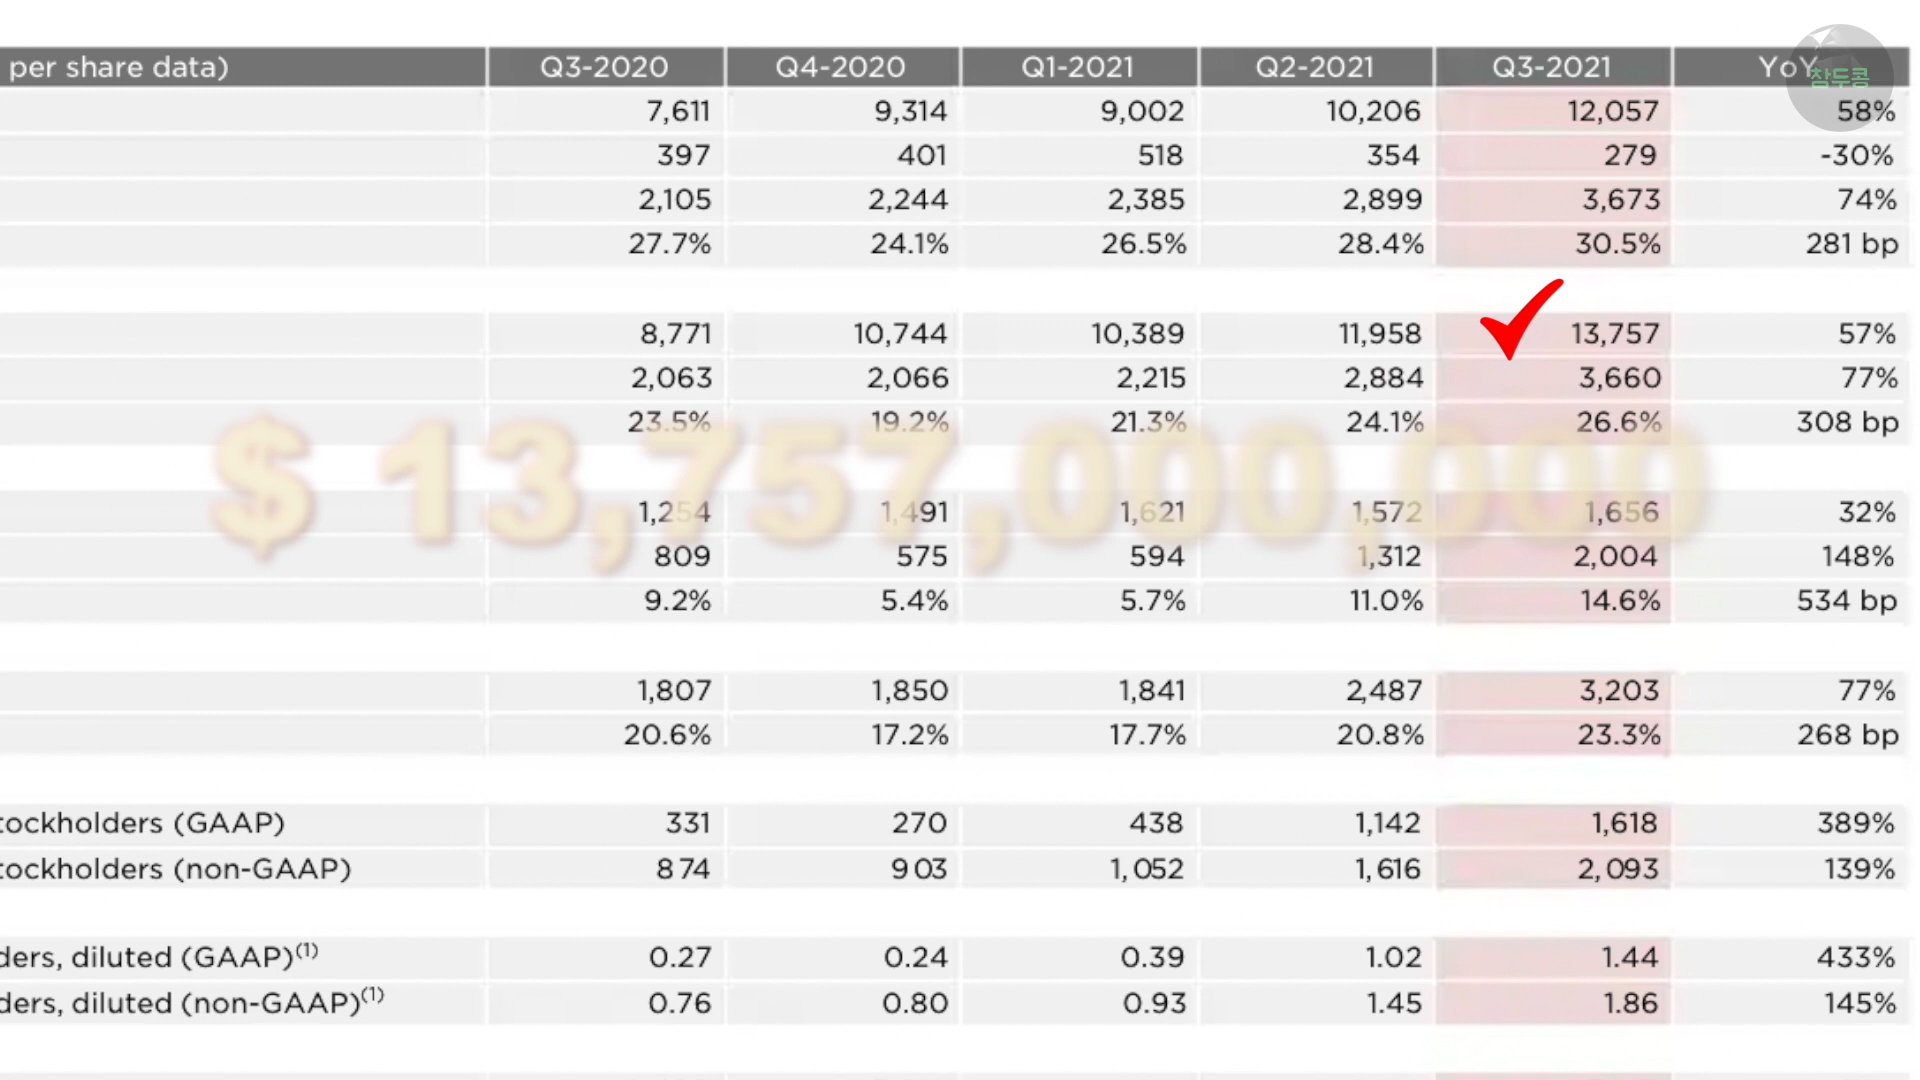 per share data) Q3-2020 Q4-2020 Q1-2021 Q2-2021 Q3-2021 YoY
참두콩
7,611 9,314 9,002 10,206 12,057 58%
397 401 518 354 279 -30%
2,105 2,244 2,385 2,899 3,673 74%
27.7% 24.1% 26.5% 28.4% 30.5% 281 bp
8,771 10,744 10,389 11,958 13,757 57%
2,063 2,066 2,215 2,884 3,660 77%
23.5% 19.2% 21.3% 24.1% 26.6% 308 bp
$ 13,757,000,000
1,254 1,491 1,621 1,572 1,656 32%
809 575 594 1,312 2,004 148%
9.2% 5.4% 5.7% 11.0% 14.6% 534 bp
1,807 1,850 1,841 2,487 3,203 77%
20.6% 17.2% 17.7% 20.8% 23.3% 268 bp
tockholders (GAAP) 331 270 438 1,142 1,618 389%
tockholders (non-GAAP) 874 903 1,052 1,616 2,093 139%
ders, diluted (GAAP)(1) 0.27 0.24 0.39 1.02 1.44 433%
ders, diluted (non-GAAP)(1) 0.76 0.80 0.93 1.45 1.86 145%